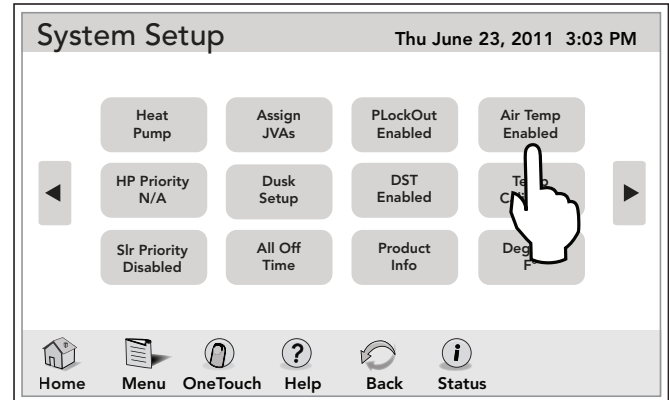 System Setup
Thu June 23, 2011 3:03 PM
Heat
Pump
Assign
JVAs
PLockOut
Enabled
Air Temp
Enabled
HP Priority
N/A
Dusk
Setup
DST
Enabled
Slr Priority
Disabled
All Off
Time
Product
Info
Home
Menu
OneTouch
Help
Back
Status